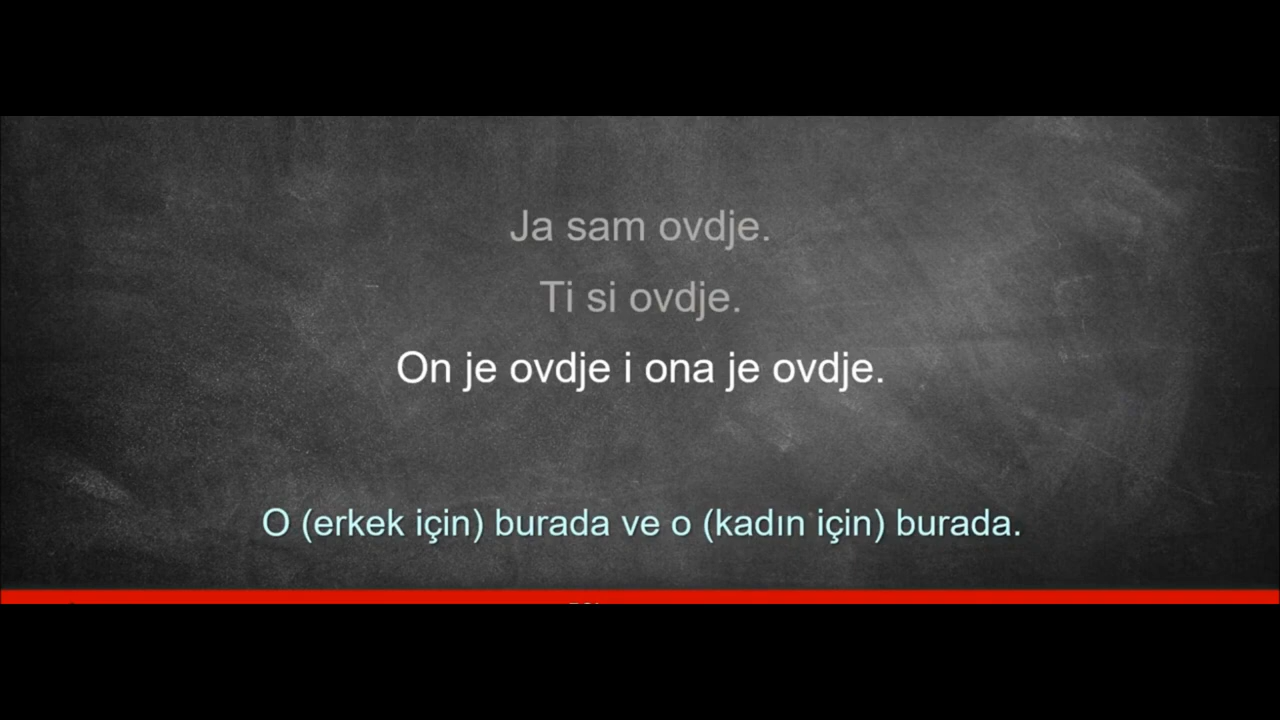 Ja sam ovdje.
Ti si ovdje.
On je ovdje i ona je ovdje.
O (erkek için) burada ve o (kadın için) burada.